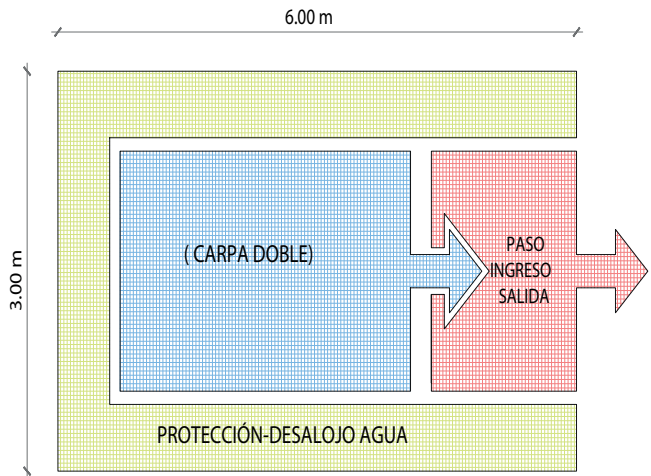 6.00 m
3.00 m
( CARPA DOBLE)
PASO
INGRESO
SALIDA
PROTECCIÓN-DESALOJO AGUA